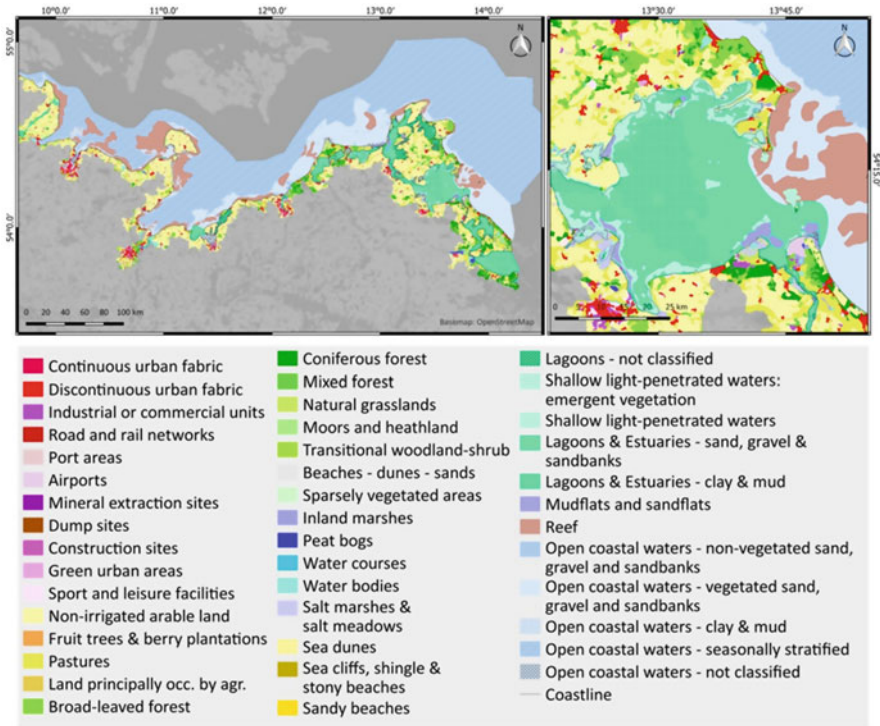 10°0.0' 11°0.0' 12°0.0' 13°0.0' 14°0.0' 13°30.0' 13°45.0'
55°0.0'
N
N
54°15.0'
54°0.0'
0 20 40 60 80 100 km
Basemap: OpenStreetMap
25 km
Continuous urban fabric
Discontinuous urban fabric
Industrial or commercial units
Road and rail networks
Port areas
Airports
Mineral extraction sites
Dump sites
Construction sites
Green urban areas
Sport and leisure facilities
Non-irrigated arable land
Fruit trees & berry plantations
Pastures
Land principally occ. by agr.
Broad-leaved forest
Coniferous forest
Mixed forest
Natural grasslands
Moors and heathland
Transitional woodland-shrub
Beaches - dunes - sands
Sparsely vegetated areas
Inland marshes
Peat bogs
Water courses
Water bodies
Salt marshes &
salt meadows
Sea dunes
Sea cliffs, shingle &
stony beaches
Sandy beaches
Lagoons - not classified
Shallow light-penetrated waters:
emergent vegetation
Shallow light-penetrated waters
Lagoons & Estuaries - sand, gravel &
sandbanks
Lagoons & Estuaries - clay & mud
Mudflats and sandflats
Reef
Open coastal waters - non-vegetated sand,
gravel and sandbanks
Open coastal waters - vegetated sand,
gravel and sandbanks
Open coastal waters - clay & mud
Open coastal waters - seasonally stratified
Open coastal waters - not classified
Coastline